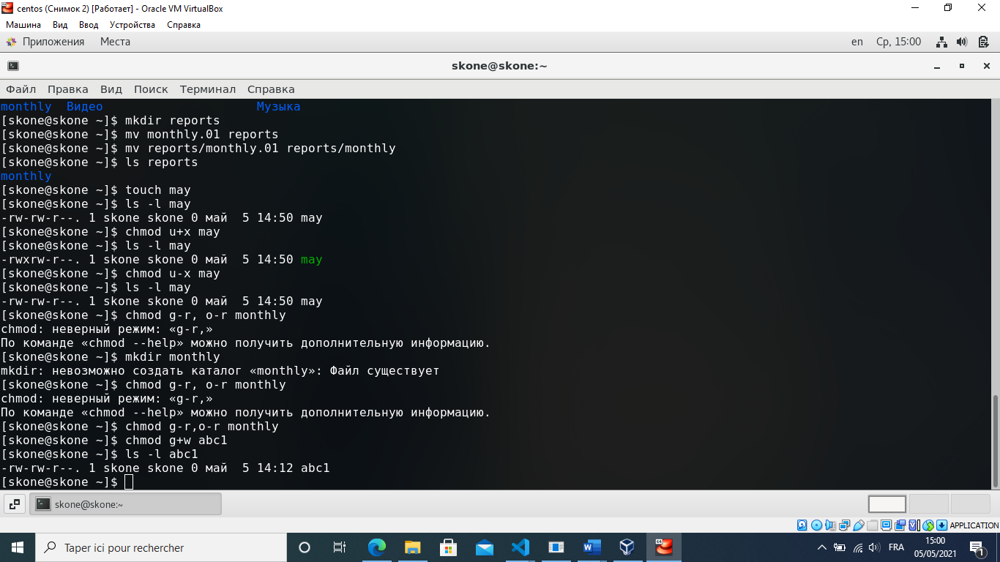 centos (Снимок 2) [Работает] - Oracle VM VirtualBox
Машина Вид Ввод Устройства Справка
Приложения Места en Ср, 15:00
skone@skone:~
Файл Правка Вид Поиск Терминал Справка
monthly Видео Музыка
[skone@skone ~]$ mkdir reports
[skone@skone ~]$ mv monthly.01 reports
[skone@skone ~]$ mv reports/monthly.01 reports/monthly
[skone@skone ~]$ ls reports
monthly
[skone@skone ~]$ touch may
[skone@skone ~]$ ls -l may
-rw-rw-r--. 1 skone skone 0 май  5 14:50 may
[skone@skone ~]$ chmod u+x may
[skone@skone ~]$ ls -l may
-rwxrw-r--. 1 skone skone 0 май  5 14:50 may
[skone@skone ~]$ chmod u-x may
[skone@skone ~]$ ls -l may
-rw-rw-r--. 1 skone skone 0 май  5 14:50 may
[skone@skone ~]$ chmod g-r, o-r monthly
chmod: неверный режим: «g-r,»
По команде «chmod --help» можно получить дополнительную информацию.
[skone@skone ~]$ mkdir monthly
mkdir: невозможно создать каталог «monthly»: Файл существует
[skone@skone ~]$ chmod g-r, o-r monthly
chmod: неверный режим: «g-r,»
По команде «chmod --help» можно получить дополнительную информацию.
[skone@skone ~]$ chmod g-r,o-r monthly
[skone@skone ~]$ chmod g+w abc1
[skone@skone ~]$ ls -l abc1
-rw-rw-r--. 1 skone skone 0 май  5 14:12 abc1
[skone@skone ~]$
skone@skone:~
APPLICATION
Taper ici pour rechercher
FRA
15:00
05/05/2021
1